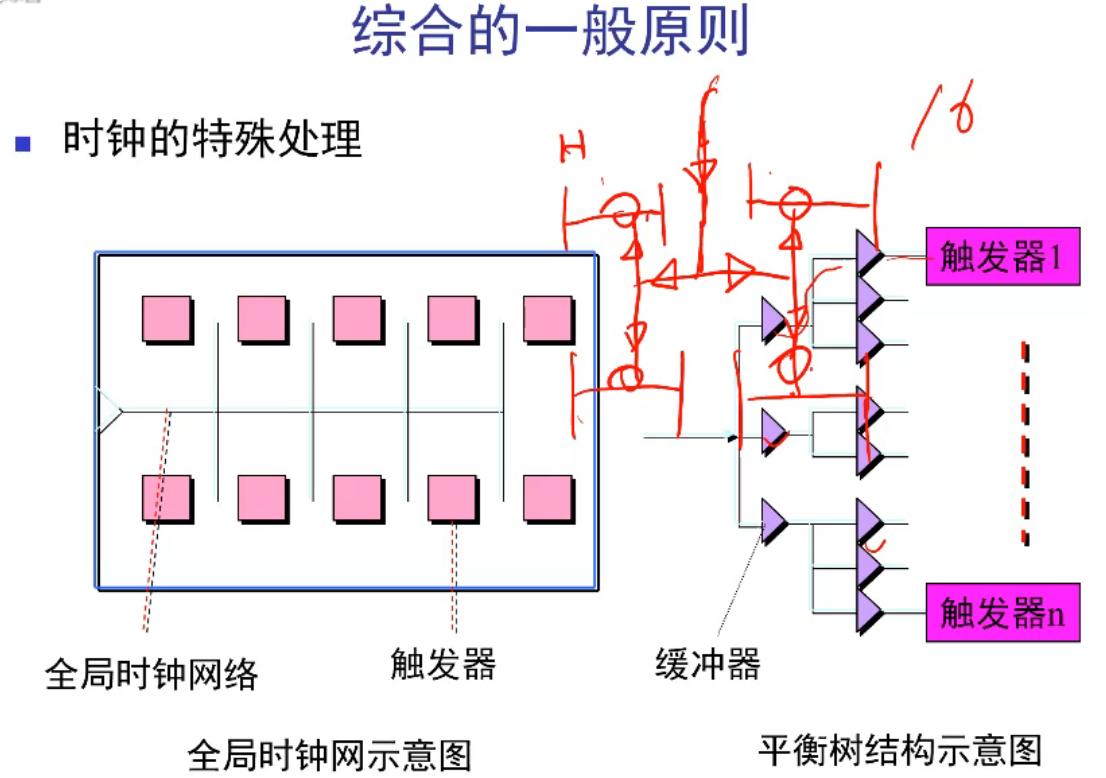 综合的一般原则
时钟的特殊处理
H
16
触发器1
触发器n
全局时钟网络
触发器
缓冲器
全局时钟网示意图
平衡树结构示意图